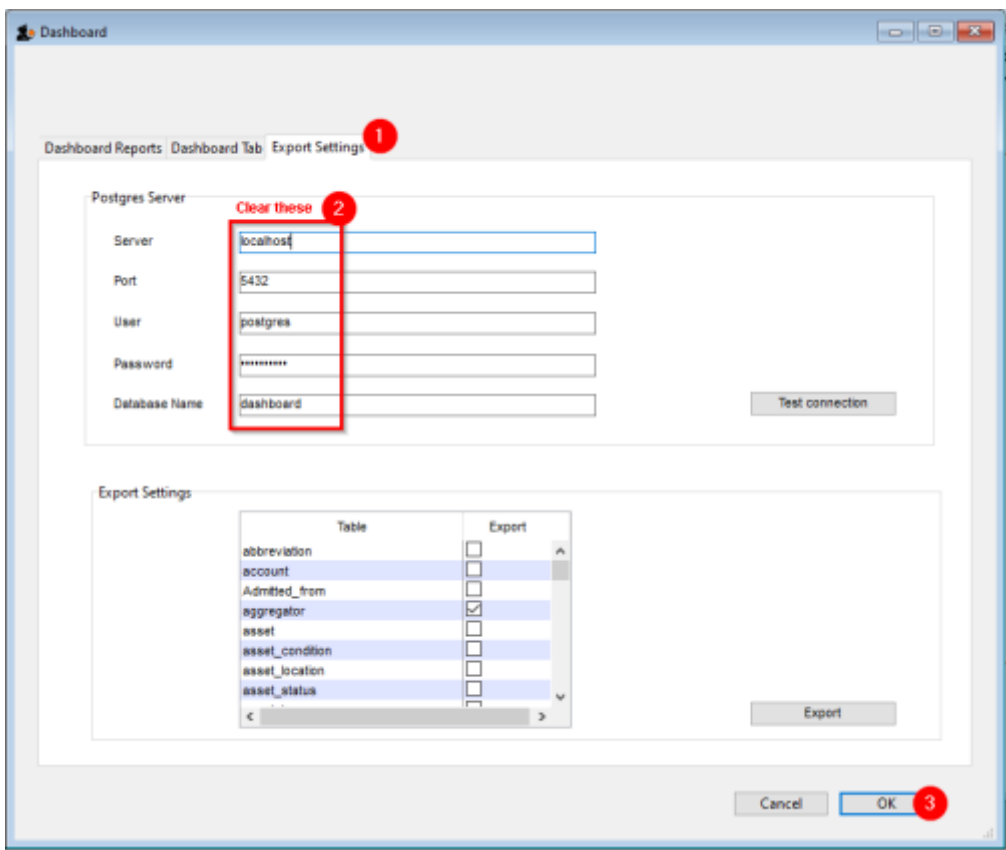 Dashboard
Dashboard Reports Dashboard Tab Export Settings 1
Postgres Server
Clear these 2
Server localhost
Port 5432
User postgres
Password •••••••••••
Database Name dashboard
Test connection
Export Settings
Table Export
abbreviation
account
Admitted_from
aggregator
asset
asset_condition
asset_location
asset_status
Export
Cancel OK 3